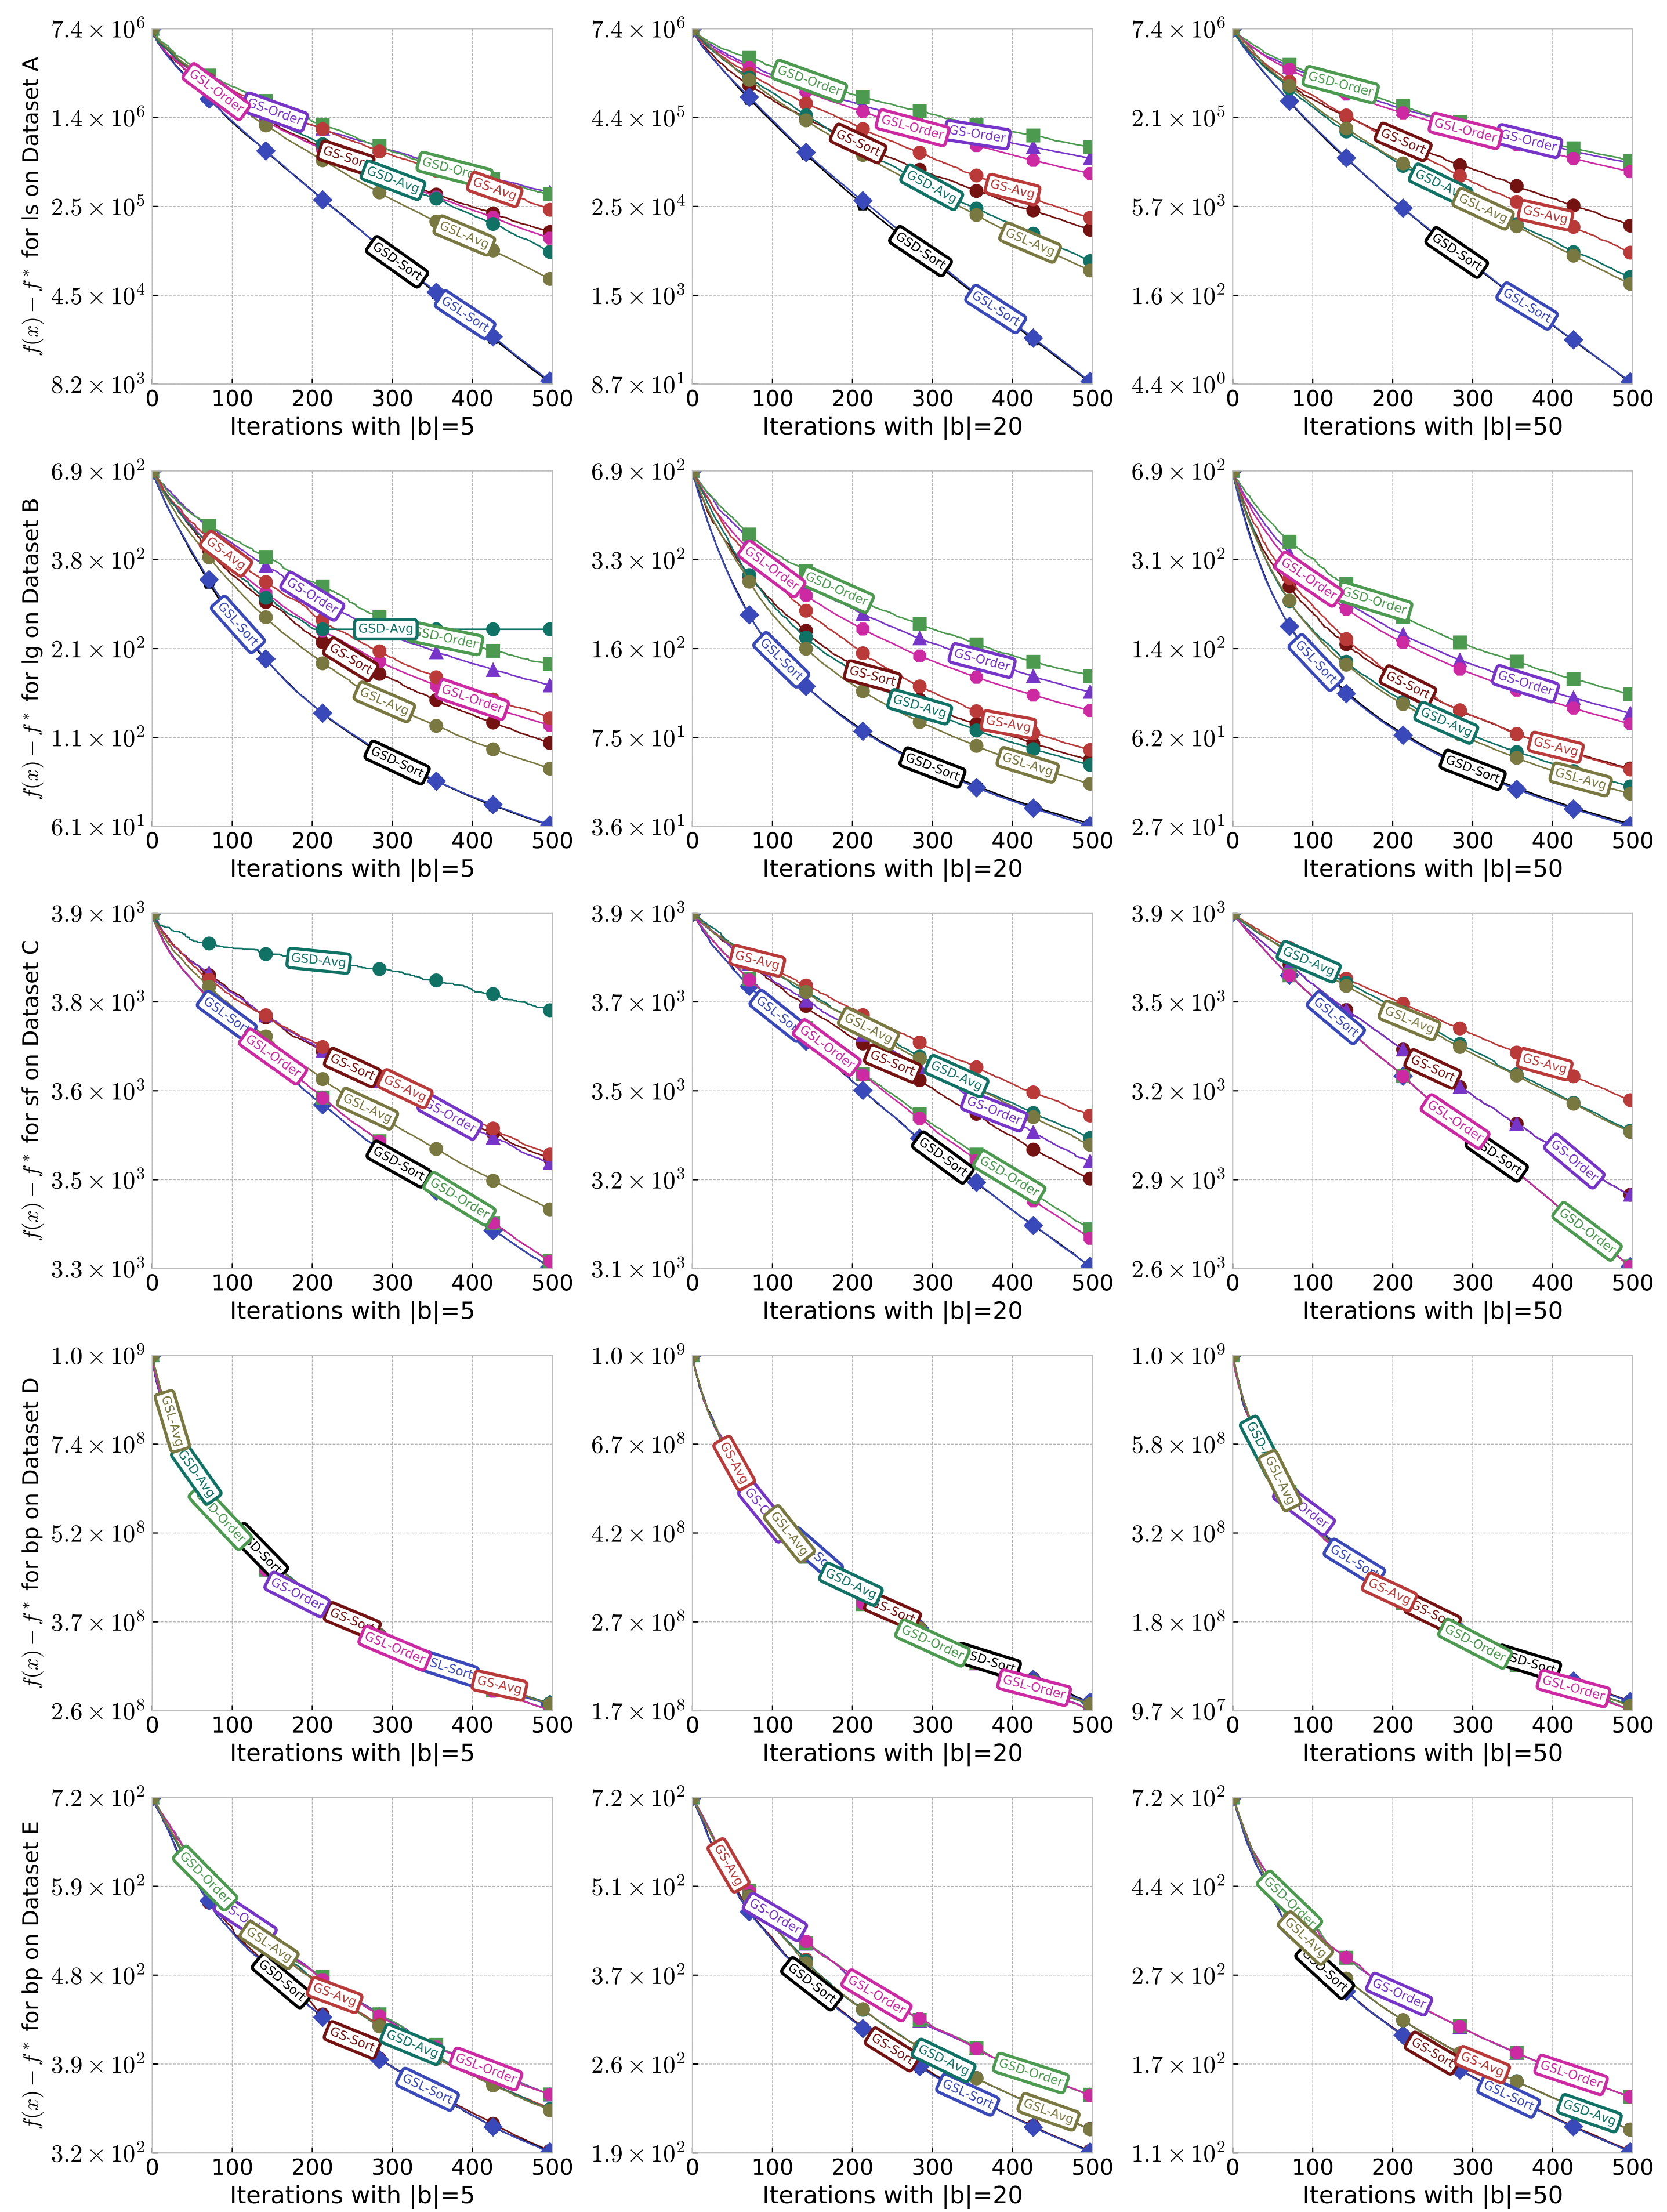 f(x) − f* for ls on Dataset A
7.4 × 10^6
1.4 × 10^6
2.5 × 10^5
4.5 × 10^4
8.2 × 10^3
GSL-Order
GS-Order
GS-Sor
GSD-Or
GSD-Avg
GS-Avg
GSL-Avg
GSD-Sort
GSL-Sort
0 100 200 300 400 500
Iterations with |b|=5
7.4 × 10^6
4.4 × 10^5
2.5 × 10^4
1.5 × 10^3
8.7 × 10^1
GSD-Order
GSL-Order
GS-Order
GS-Sort
GSD-Avg
GS-Avg
GSL-Avg
GSD-Sort
GSL-Sort
0 100 200 300 400 500
Iterations with |b|=20
7.4 × 10^6
2.1 × 10^5
5.7 × 10^3
1.6 × 10^2
4.4 × 10^0
GSD-Order
GSL-Order
GS-Order
GS-Sort
GSD-Av
GSL-Avg
GS-Avg
GSD-Sort
GSL-Sort
0 100 200 300 400 500
Iterations with |b|=50
f(x) − f* for lg on Dataset B
6.9 × 10^2
3.8 × 10^2
2.1 × 10^2
1.1 × 10^2
6.1 × 10^1
GS-Avg
GS-Order
GSL-Sort
GSD-Avg
SD-Order
GS-Sort
GSL-Avg
GSL-Order
GSD-Sort
0 100 200 300 400 500
Iterations with |b|=5
6.9 × 10^2
3.3 × 10^2
1.6 × 10^2
7.5 × 10^1
3.6 × 10^1
GSL-Order
GSD-Order
GSL-Sort
GS-Order
GS-Sort
GSD-Avg
GS-Avg
GSD-Sort
GSL-Avg
0 100 200 300 400 500
Iterations with |b|=20
6.9 × 10^2
3.1 × 10^2
1.4 × 10^2
6.2 × 10^1
2.7 × 10^1
GSL-Order
GSD-Order
GSL-Sort
GS-Sort
GS-Order
GSD-Avg
GS-Avg
GSD-Sort
GSL-Avg
0 100 200 300 400 500
Iterations with |b|=50
f(x) − f* for sf on Dataset C
3.9 × 10^3
3.8 × 10^3
3.6 × 10^3
3.5 × 10^3
3.3 × 10^3
GSD-Avg
GSL-Sort
GSL-Order
GS-Sort
GS-Avg
GSL-Avg
GS-Order
GSD-Sort
GSD-Order
0 100 200 300 400 500
Iterations with |b|=5
3.9 × 10^3
3.7 × 10^3
3.5 × 10^3
3.2 × 10^3
3.1 × 10^3
GS-Avg
GSL-So
GSL-Order
GSL-Avg
GS-Sort
GSD-Avg
GS-Order
GSD-Sort
GSD-Order
0 100 200 300 400 500
Iterations with |b|=20
3.9 × 10^3
3.5 × 10^3
3.2 × 10^3
2.9 × 10^3
2.6 × 10^3
GSD-Avg
GSL-Sort
GSL-Avg
GS-Sort
GS-Avg
GSL-Order
SD-Sort
GS-Order
GSD-Order
0 100 200 300 400 500
Iterations with |b|=50
f(x) − f* for bp on Dataset D
1.0 × 10^9
7.4 × 10^8
5.2 × 10^8
3.7 × 10^8
2.6 × 10^8
GSL-Avg
GSD-Avg
D-Order
SD-Sort
GS-Order
GS-Sort
GSL-Order
SL-Sort
GS-Avg
0 100 200 300 400 500
Iterations with |b|=5
1.0 × 10^9
6.7 × 10^8
4.2 × 10^8
2.7 × 10^8
1.7 × 10^8
GS-Avg
GS-O
GSL-Avg
So
GSD-Avg
S-Sort
GSD-Order
SD-Sort
GSL-Order
0 100 200 300 400 500
Iterations with |b|=20
1.0 × 10^9
5.8 × 10^8
3.2 × 10^8
1.8 × 10^8
9.7 × 10^7
GSD-
GSL-Avg
Order
GSL-Sort
GS-Avg
GS-Sort
GSD-Order
SD-Sort
GSL-Order
0 100 200 300 400 500
Iterations with |b|=50
f(x) − f* for bp on Dataset E
7.2 × 10^2
5.9 × 10^2
4.8 × 10^2
3.9 × 10^2
3.2 × 10^2
GSD-Order
S-Or
GSL-Avg
GSD-Sort
GS-Avg
GS-Sort
GSD-Avg
GSL-Order
GSL-Sort
0 100 200 300 400 500
Iterations with |b|=5
7.2 × 10^2
5.1 × 10^2
3.7 × 10^2
2.6 × 10^2
1.9 × 10^2
GS-Avg
GS-Order
GSD-Sort
GSL-Order
GS-Sort
GSD-Avg
GSD-Order
GSL-Sort
GSL-Avg
0 100 200 300 400 500
Iterations with |b|=20
7.2 × 10^2
4.4 × 10^2
2.7 × 10^2
1.7 × 10^2
1.1 × 10^2
GSD-Order
GSL-Avg
GSD-Sort
GS-Order
GS-Sort
GS-Avg
GSL-Order
GSL-Sort
GSD-Avg
0 100 200 300 400 500
Iterations with |b|=50